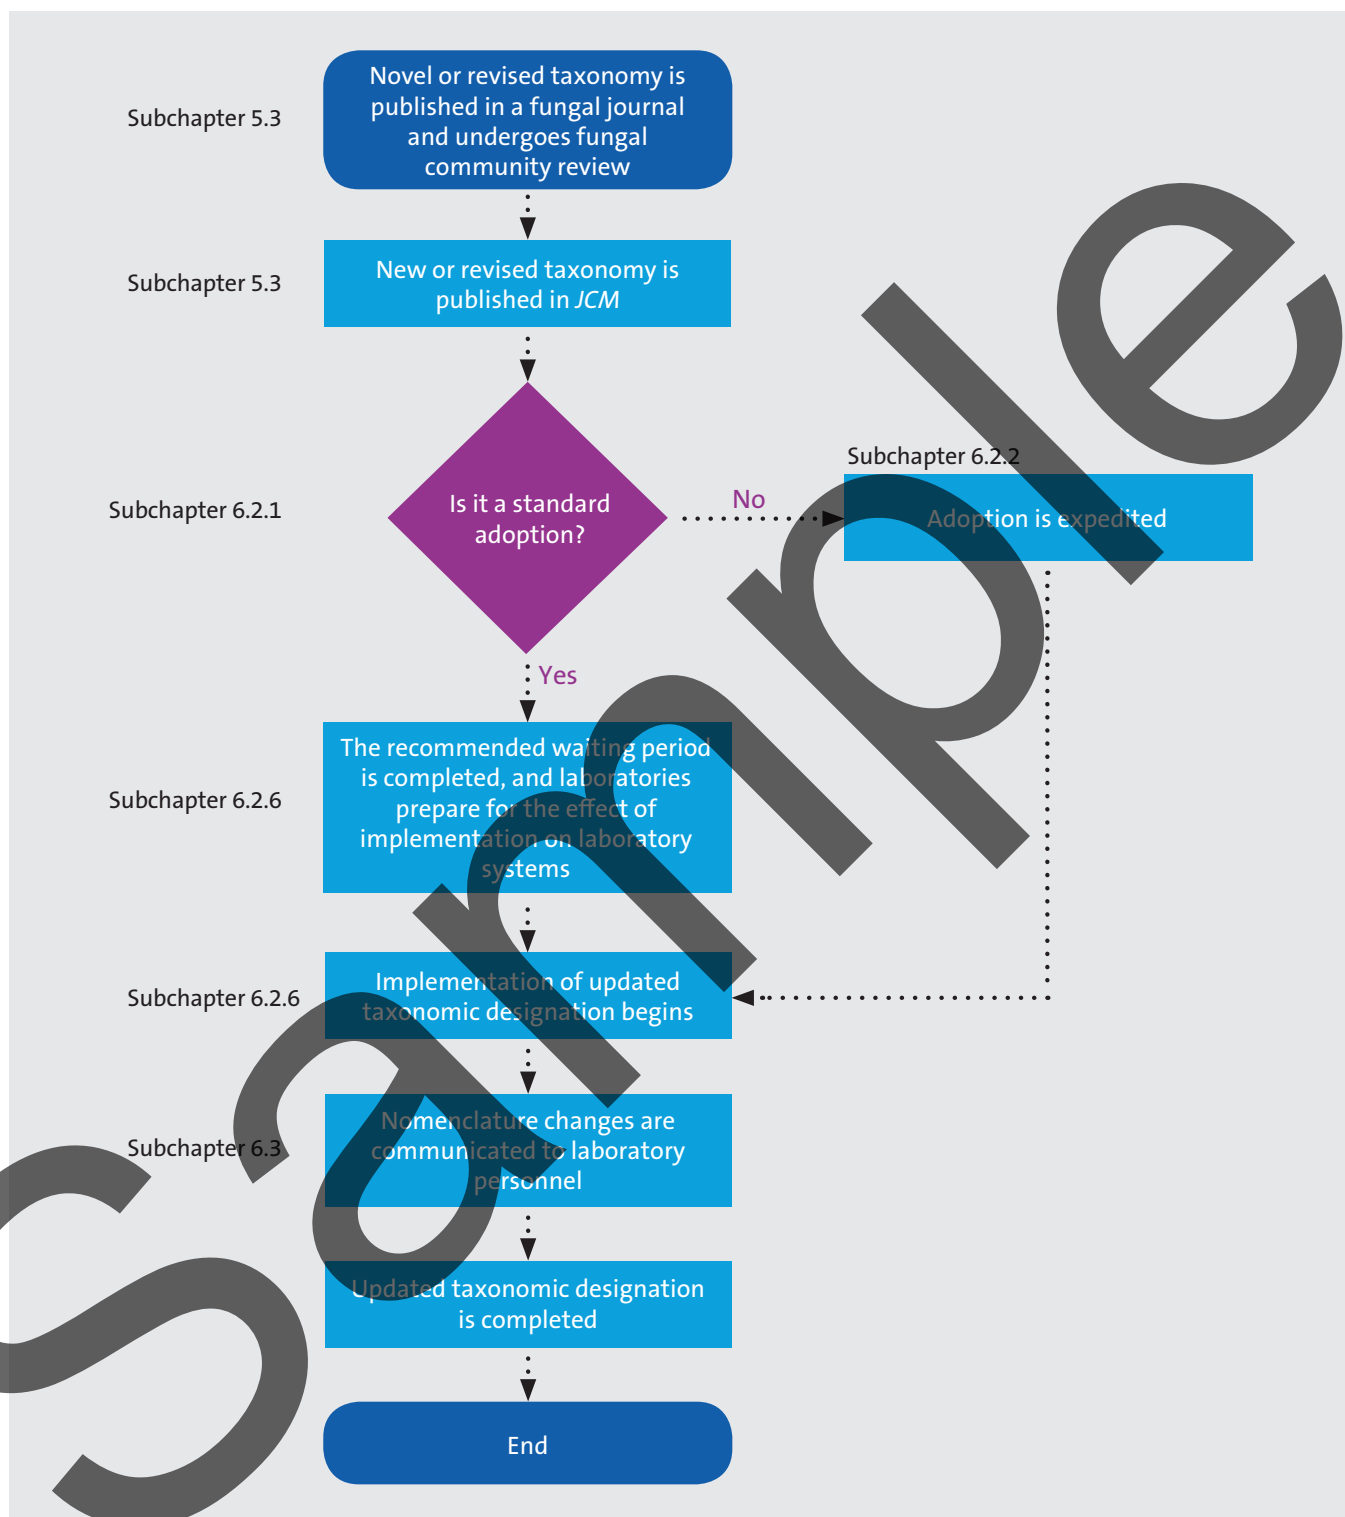 Subchapter 5.3
Novel or revised taxonomy is
published in a fungal journal
and undergoes fungal
community review
Subchapter 5.3
New or revised taxonomy is
published in JCM
Subchapter 6.2.1
Is it a standard
adoption?
No
Subchapter 6.2.2
Adoption is expedited
Yes
Subchapter 6.2.6
The recommended waiting period
is completed, and laboratories
prepare for the effect of
implementation on laboratory
systems
Subchapter 6.2.6
Implementation of updated
taxonomic designation begins
Subchapter 6.3
Nomenclature changes are
communicated to laboratory
personnel
Updated taxonomic designation
is completed
End
Sample